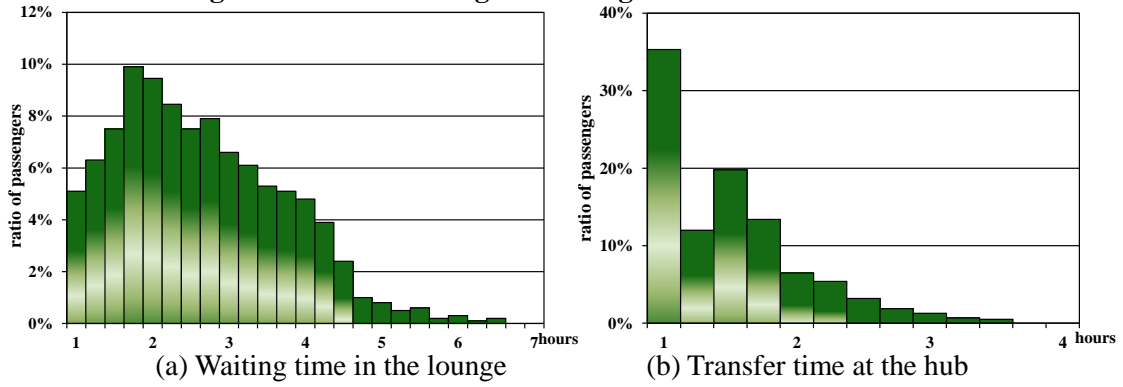 12%
10%
8%
6%
4%
2%
0%
ratio of passengers
1 2 3 4 5 6 7 hours
(a) Waiting time in the lounge
40%
30%
20%
10%
0%
ratio of passengers
1 2 3 4 hours
(b) Transfer time at the hub